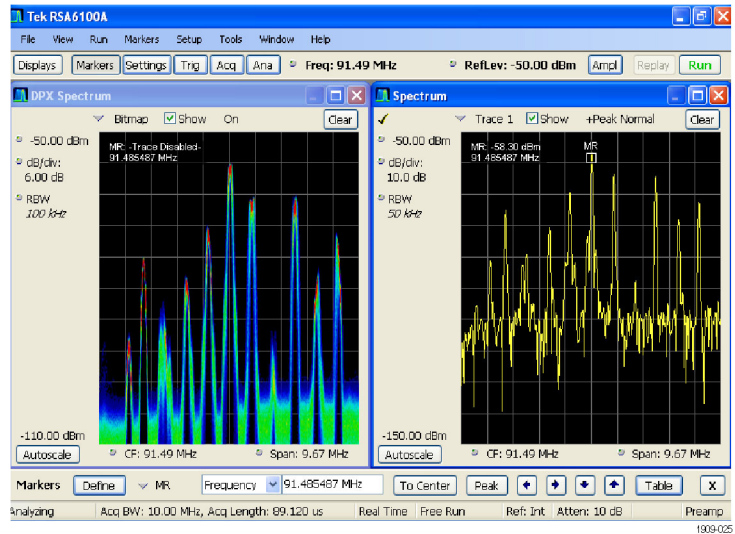 Tek RSA6100A
File View Run Markers Setup Tools Window Help
Displays Markers Settings Trig Acq Ana Freq: 91.49 MHz RefLev: -50.00 dBm Ampl Replay Run
DPX Spectrum
Bitmap Show On Clear
-50.00 dBm
dB/div:
6.00 dB
RBW
100 kHz
MR: -Trace Disabled-
91.485487 MHz
-110.00 dBm
Autoscale CF: 91.49 MHz Span: 9.67 MHz
Spectrum
Trace 1 Show +Peak Normal Clear
-50.00 dBm
dB/div:
10.0 dB
RBW
50 kHz
MR: -58.30 dBm
91.485487 MHz
MR
-150.00 dBm
Autoscale CF: 91.49 MHz Span: 9.67 MHz
Markers Define MR Frequency 91.485487 MHz To Center Peak Table X
Analyzing Acq BW: 10.00 MHz, Acq Length: 89.120 us Real Time Free Run Ref: Int Atten: 10 dB Preamp
1909-025